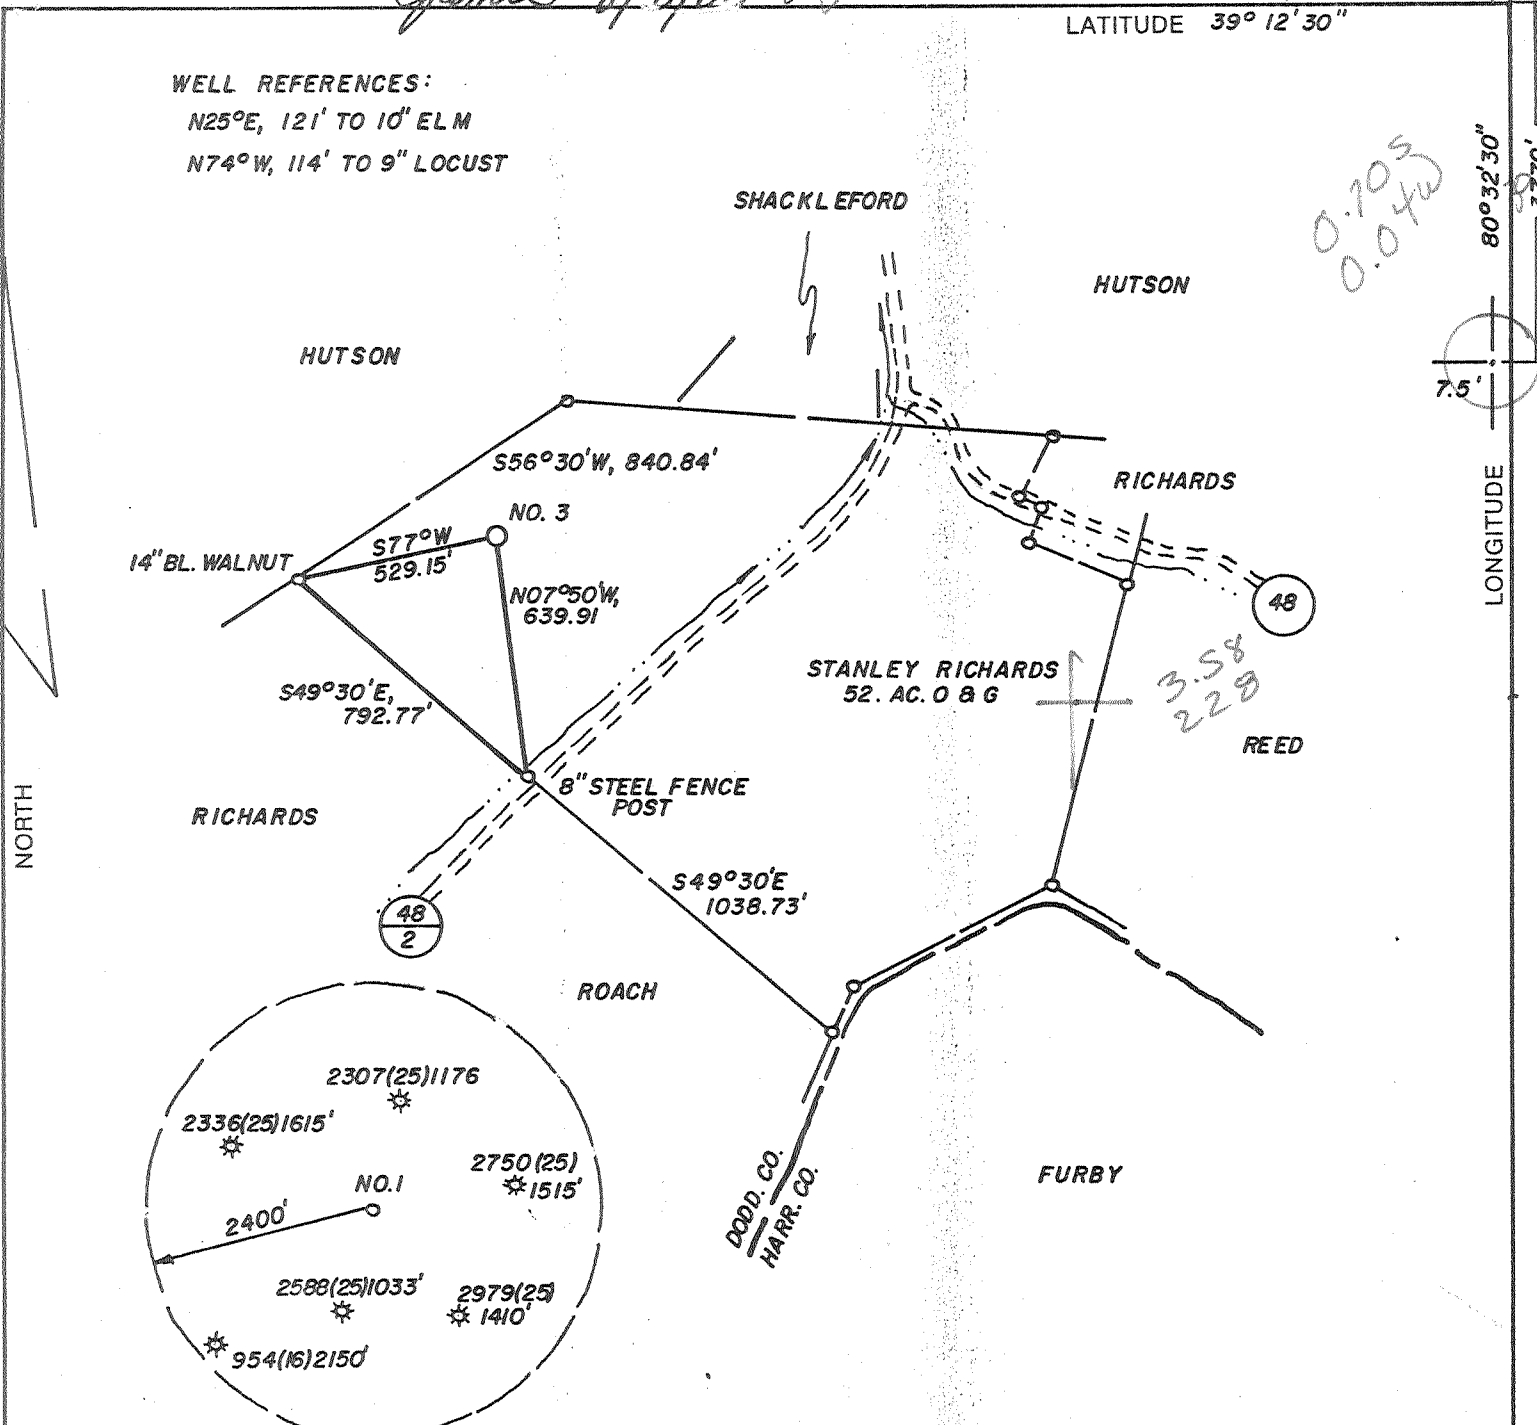 LATITUDE 39° 12' 30"
WELL REFERENCES:
N25°E, 121' TO 10" ELM
N74°W, 114' TO 9" LOCUST
80° 32' 30"
0.70S
0.04W
SHACKLEFORD
HUTSON
HUTSON
7.5'
S56°30'W, 840.84'
RICHARDS
LONGITUDE
NO. 3
14" BL. WALNUT
S77°W
529.15'
N07°50'W,
639.91
48
STANLEY RICHARDS
52. AC. O & G
3.58
228
S49°30'E,
792.77'
REED
8" STEEL FENCE
POST
RICHARDS
NORTH
S49°30'E
1038.73'
48
2
ROACH
2307(25)1176
2336(25)1615'
2750(25)
1515'
NO.1
2400'
DODD. CO.
HARR. CO.
FURBY
2588(25)1033'
2979(25)
1410'
954(16)2150'